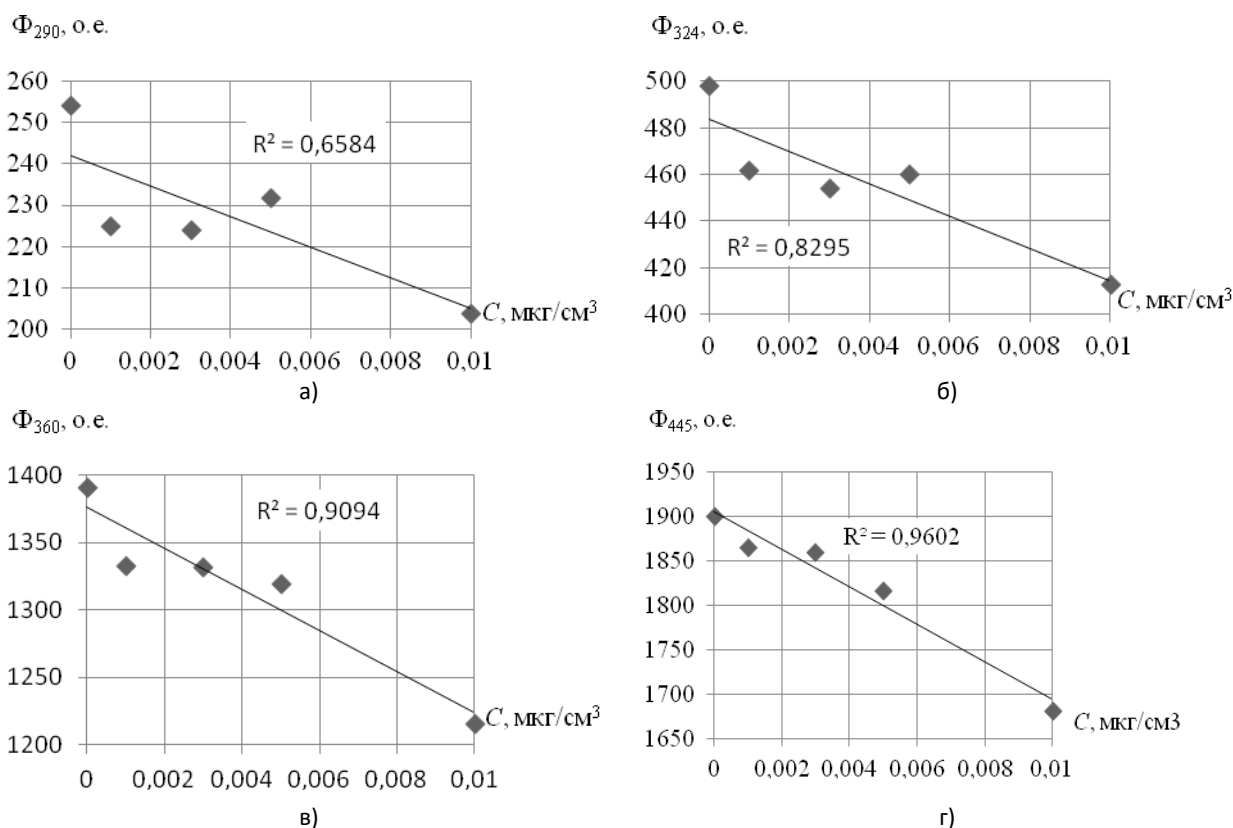 Ф290, о.е.
260
250
240
230
220
210
200
R² = 0,6584
C, мкг/см³
0 0,002 0,004 0,006 0,008 0,01
а)
Ф324, о.е.
500
480
460
440
420
400
R² = 0,8295
C, мкг/см³
0 0,002 0,004 0,006 0,008 0,01
б)
Ф360, о.е.
1400
1350
1300
1250
1200
R² = 0,9094
C, мкг/см³
0 0,002 0,004 0,006 0,008 0,01
в)
Ф445, о.е.
1950
1900
1850
1800
1750
1700
1650
R² = 0,9602
C, мкг/см3
0 0,002 0,004 0,006 0,008 0,01
г)